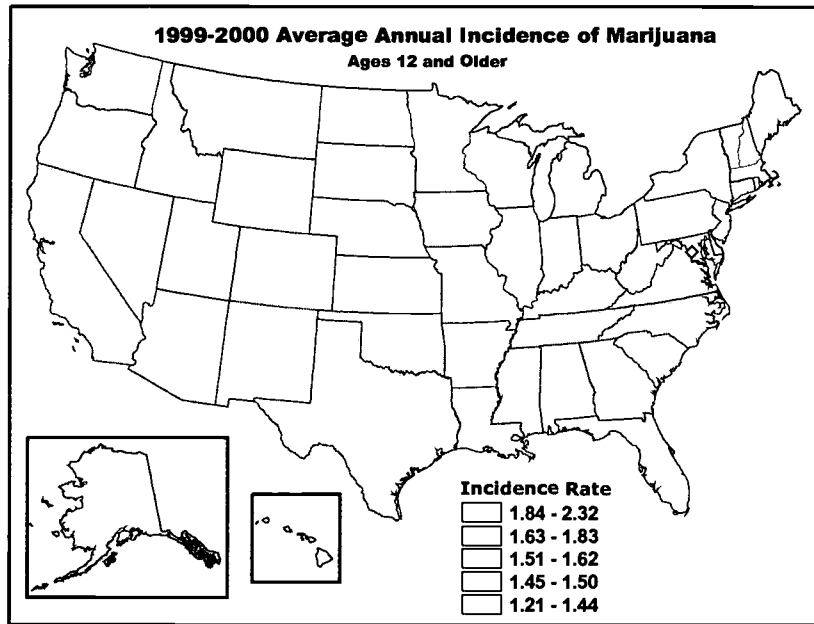 1999-2000 Average Annual Incidence of Marijuana
Ages 12 and Older
Incidence Rate
1.84 - 2.32
1.63 - 1.83
1.51 - 1.62
1.45 - 1.50
1.21 - 1.44